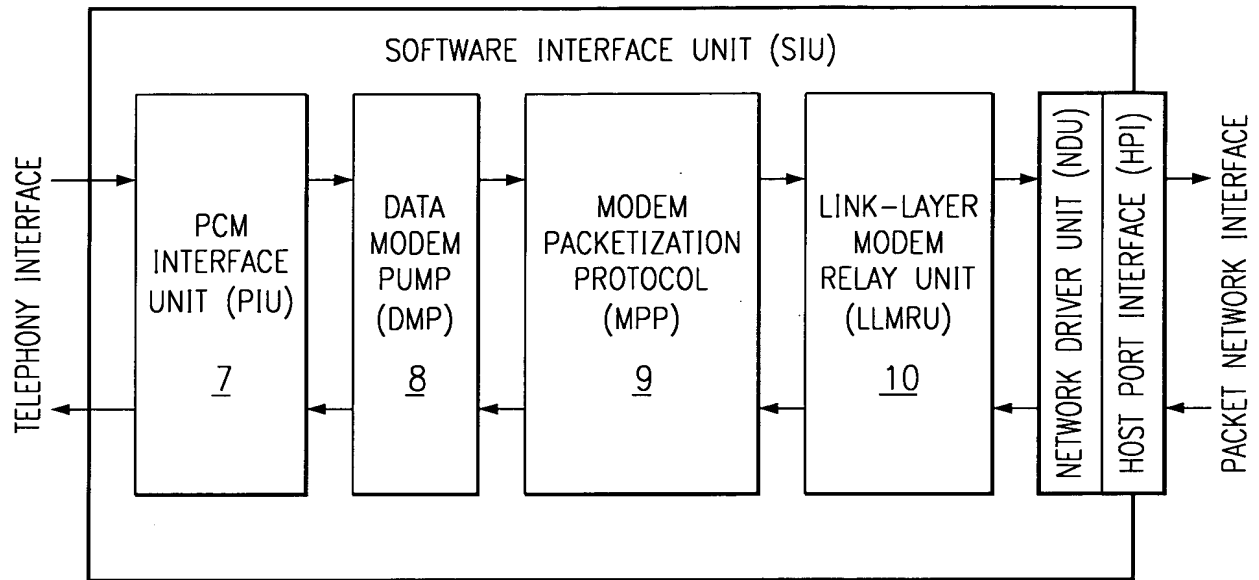 SOFTWARE INTERFACE UNIT (SIU)
TELEPHONY INTERFACE
PCM
INTERFACE
UNIT (PIU)
7
DATA
MODEM
PUMP
(DMP)
8
MODEM
PACKETIZATION
PROTOCOL
(MPP)
9
LINK-LAYER
MODEM
RELAY UNIT
(LLMRU)
10
NETWORK DRIVER UNIT (NDU)
HOST PORT INTERFACE (HPI)
PACKET NETWORK INTERFACE